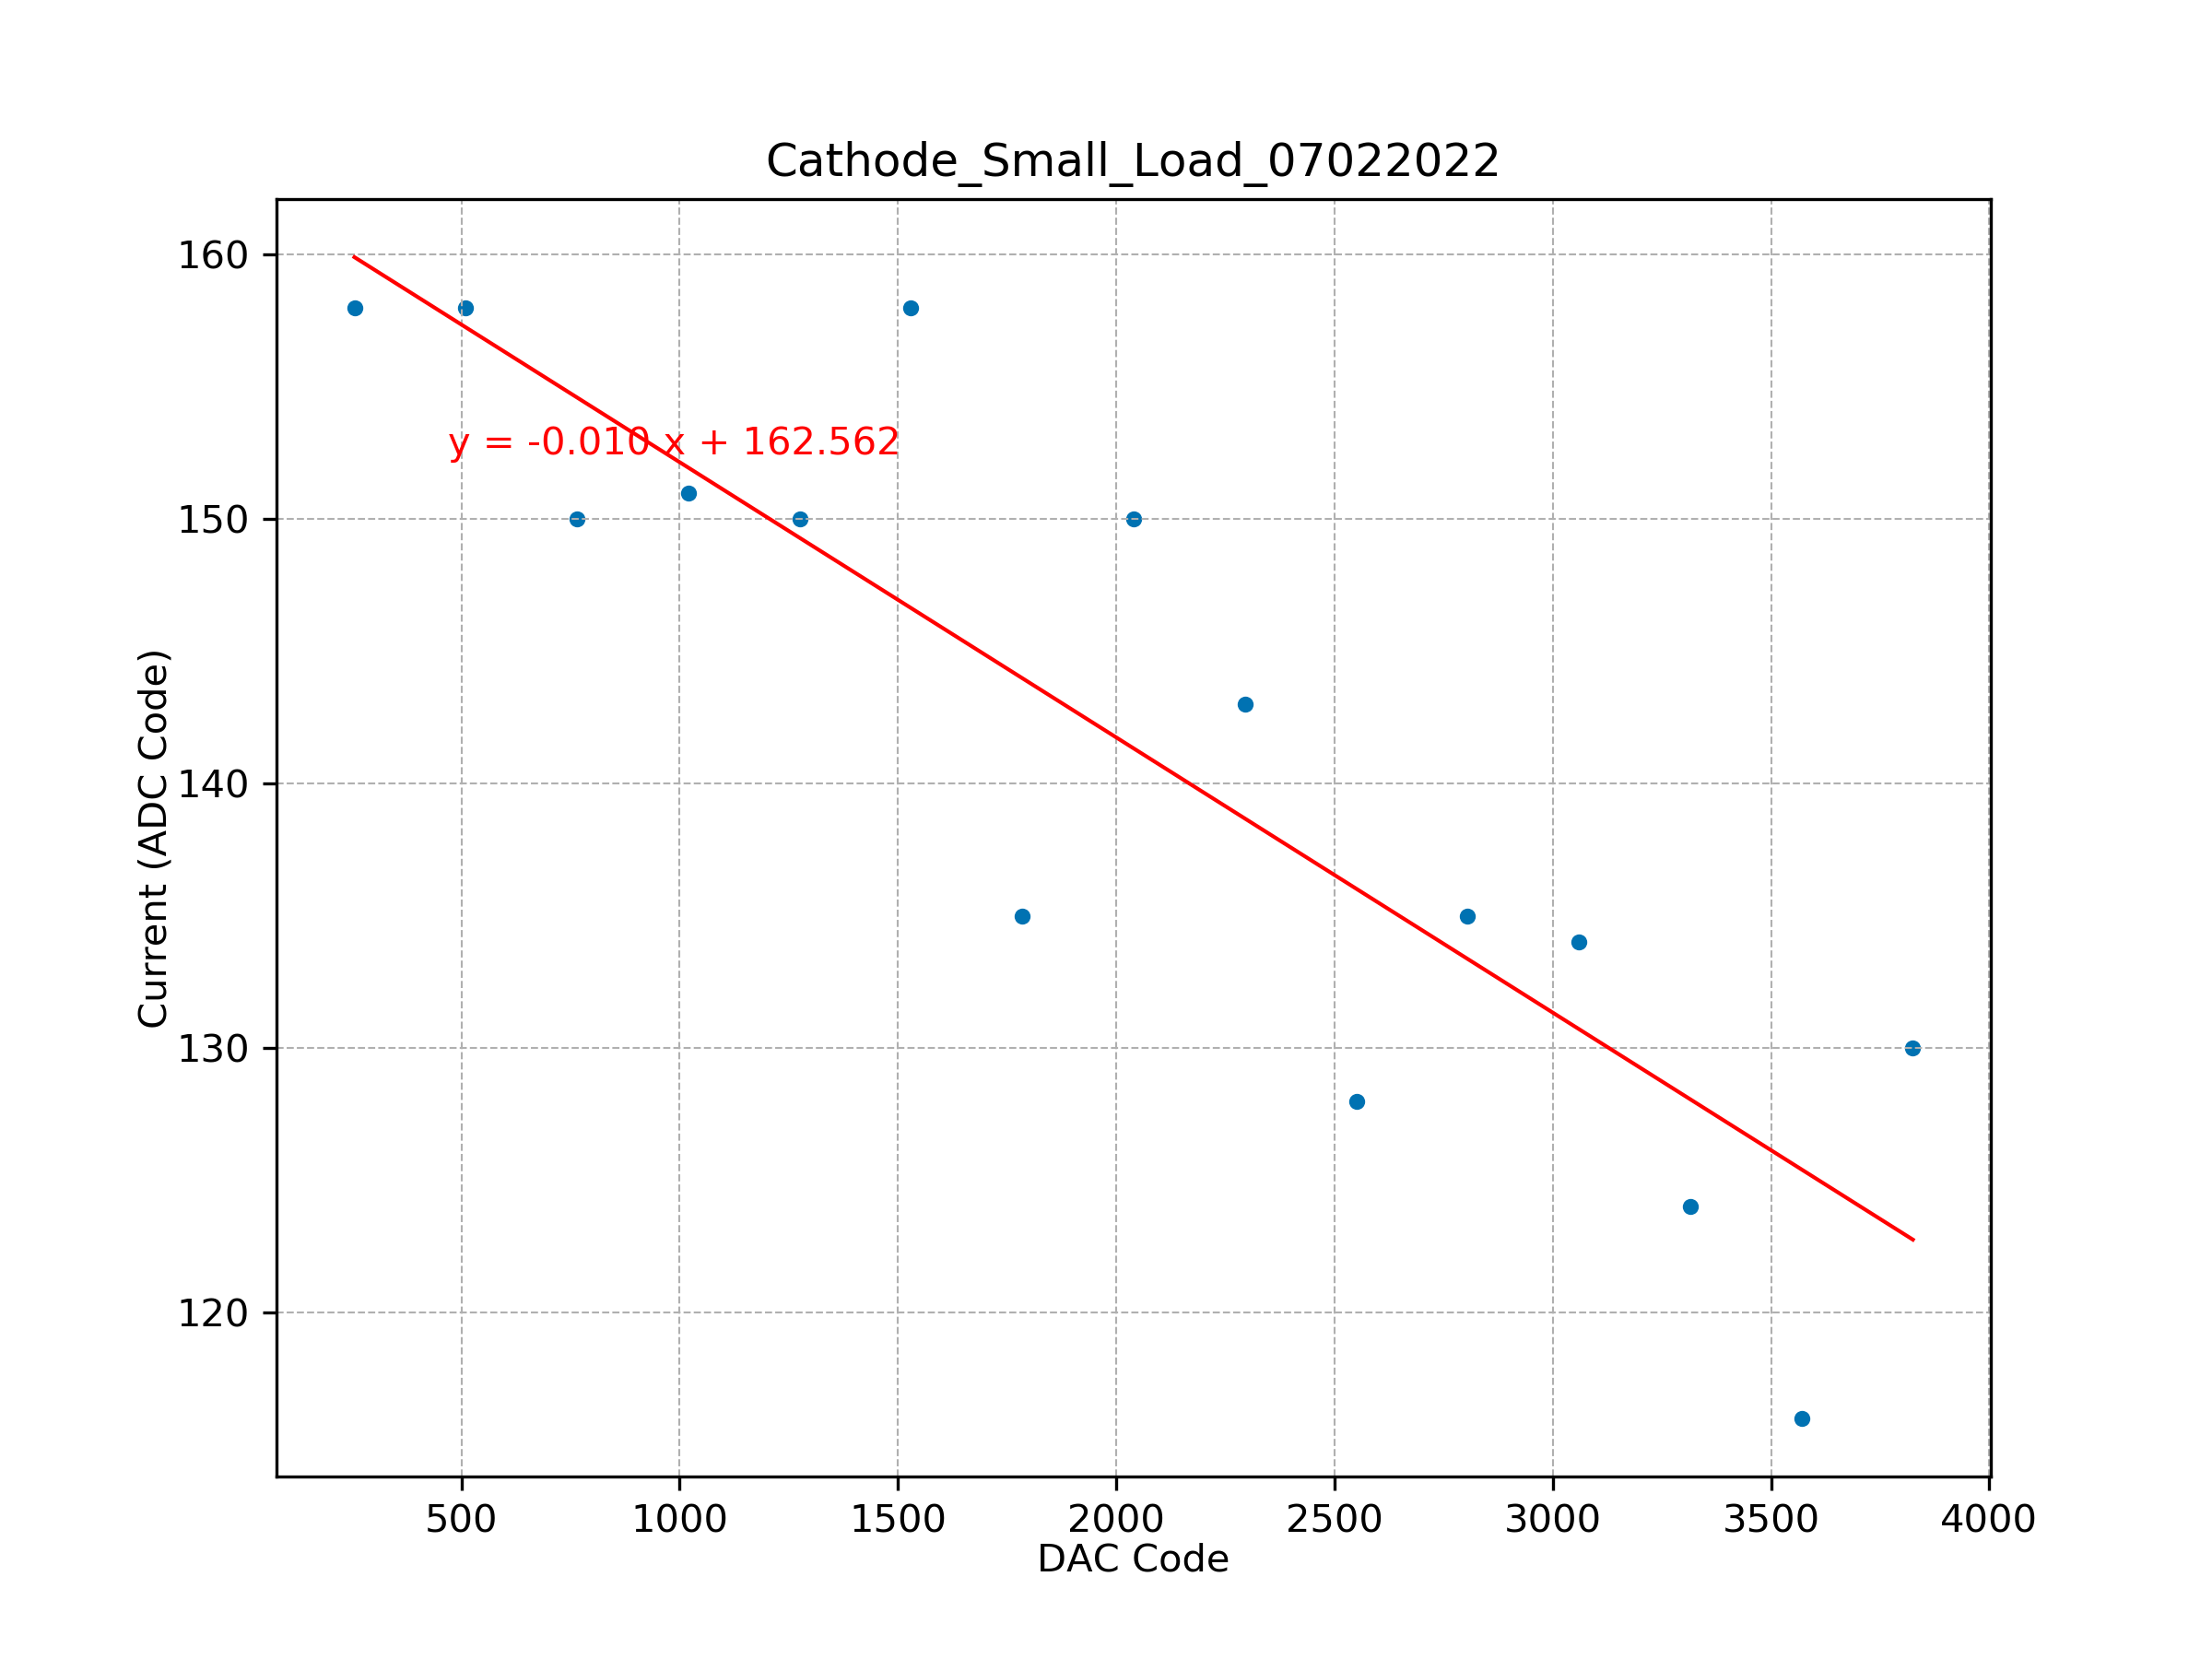 Cathode_Small_Load_07022022
160
150
140
130
120
y = -0.010 x + 162.562
Current (ADC Code)
500 1000 1500 2000 2500 3000 3500 4000
DAC Code